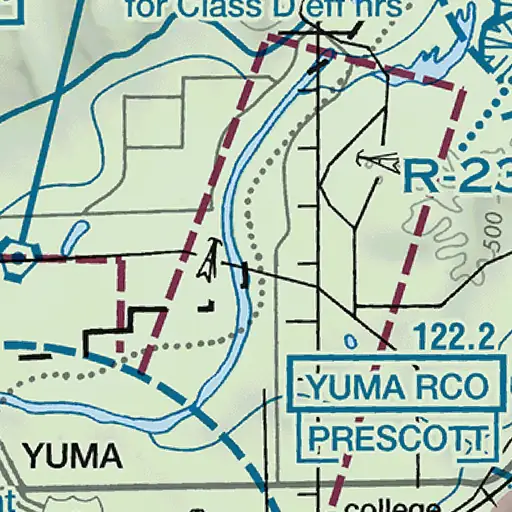 for Class D eff hrs
R-23
500
122.2
YUMA RCO
PRESCOTT
YUMA
college